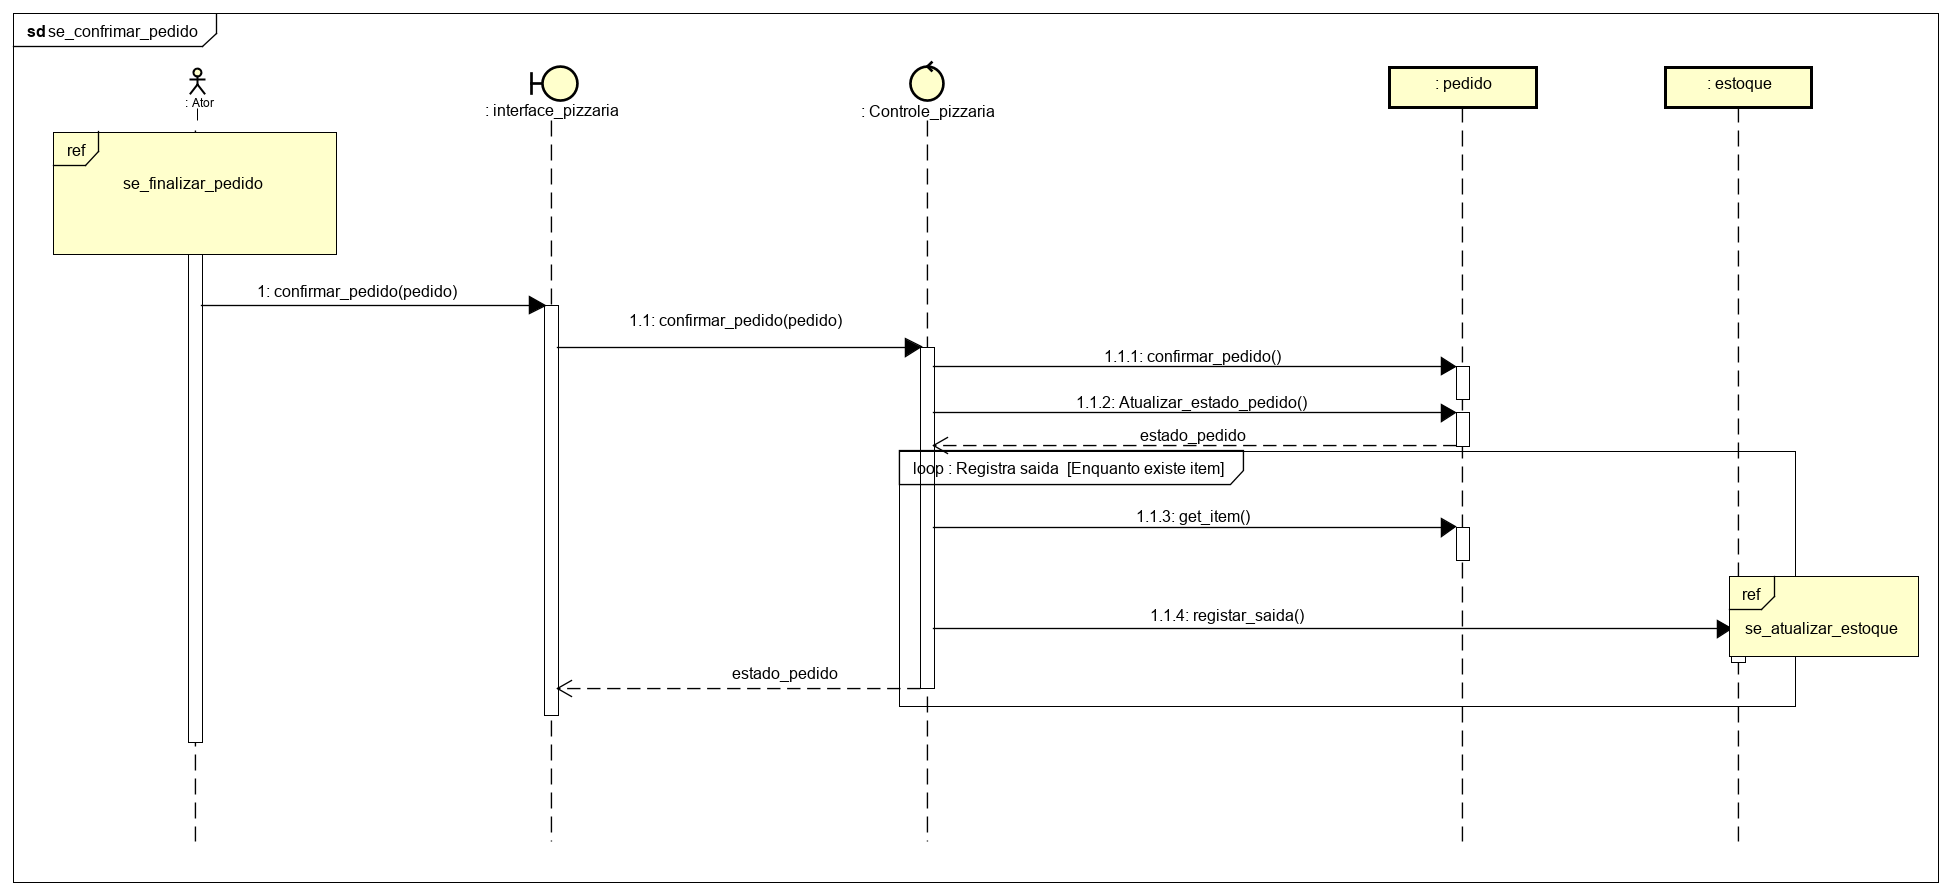 sd se_confrimar_pedido
: Ator
: interface_pizzaria
: Controle_pizzaria
: pedido
: estoque
ref
se_finalizar_pedido
1: confirmar_pedido(pedido)
1.1: confirmar_pedido(pedido)
1.1.1: confirmar_pedido()
1.1.2: Atualizar_estado_pedido()
estado_pedido
loop : Registra saida [Enquanto existe item]
1.1.3: get_item()
ref
se_atualizar_estoque
1.1.4: registar_saida()
estado_pedido